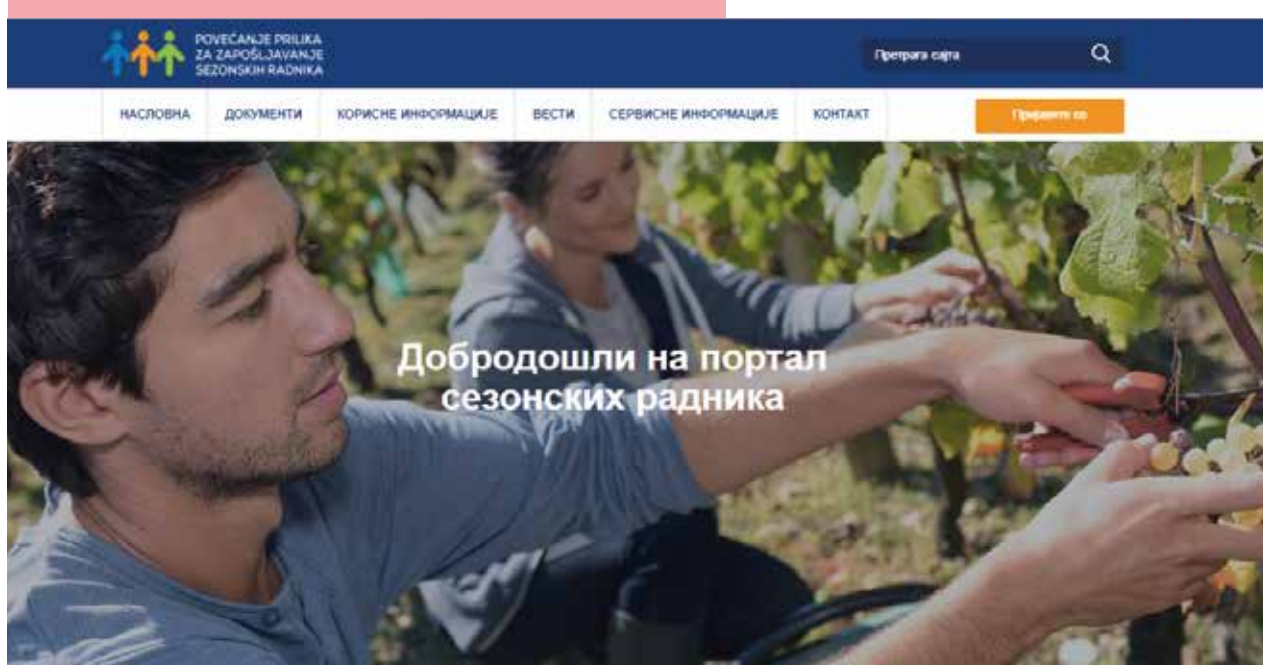 POVEĆANJE PRILIKA
ZA ZAPOŠLJAVANJE
SEZONSKIH RADNIKA
Претрага сајта
НАСЛОВНА ДОКУМЕНТИ КОРИСНЕ ИНФОРМАЦИЈЕ ВЕСТИ СЕРВИСНЕ ИНФОРМАЦИЈЕ КОНТАКТ Пријавите се
Добродошли на портал
сезонских радника